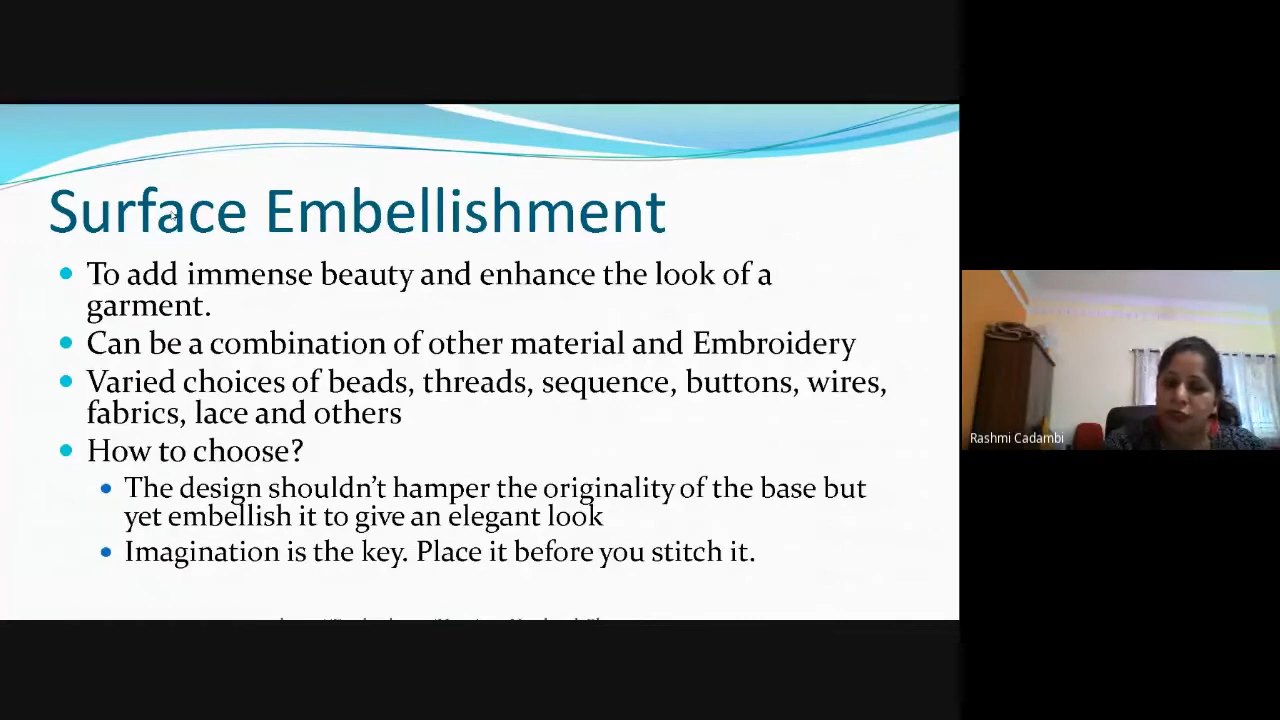 Surface Embellishment
To add immense beauty and enhance the look of a
garment.
Can be a combination of other material and Embroidery
Varied choices of beads, threads, sequence, buttons, wires,
fabrics, lace and others
How to choose?
The design shouldn't hamper the originality of the base but
yet embellish it to give an elegant look
Imagination is the key. Place it before you stitch it.
Rashmi Cadambi